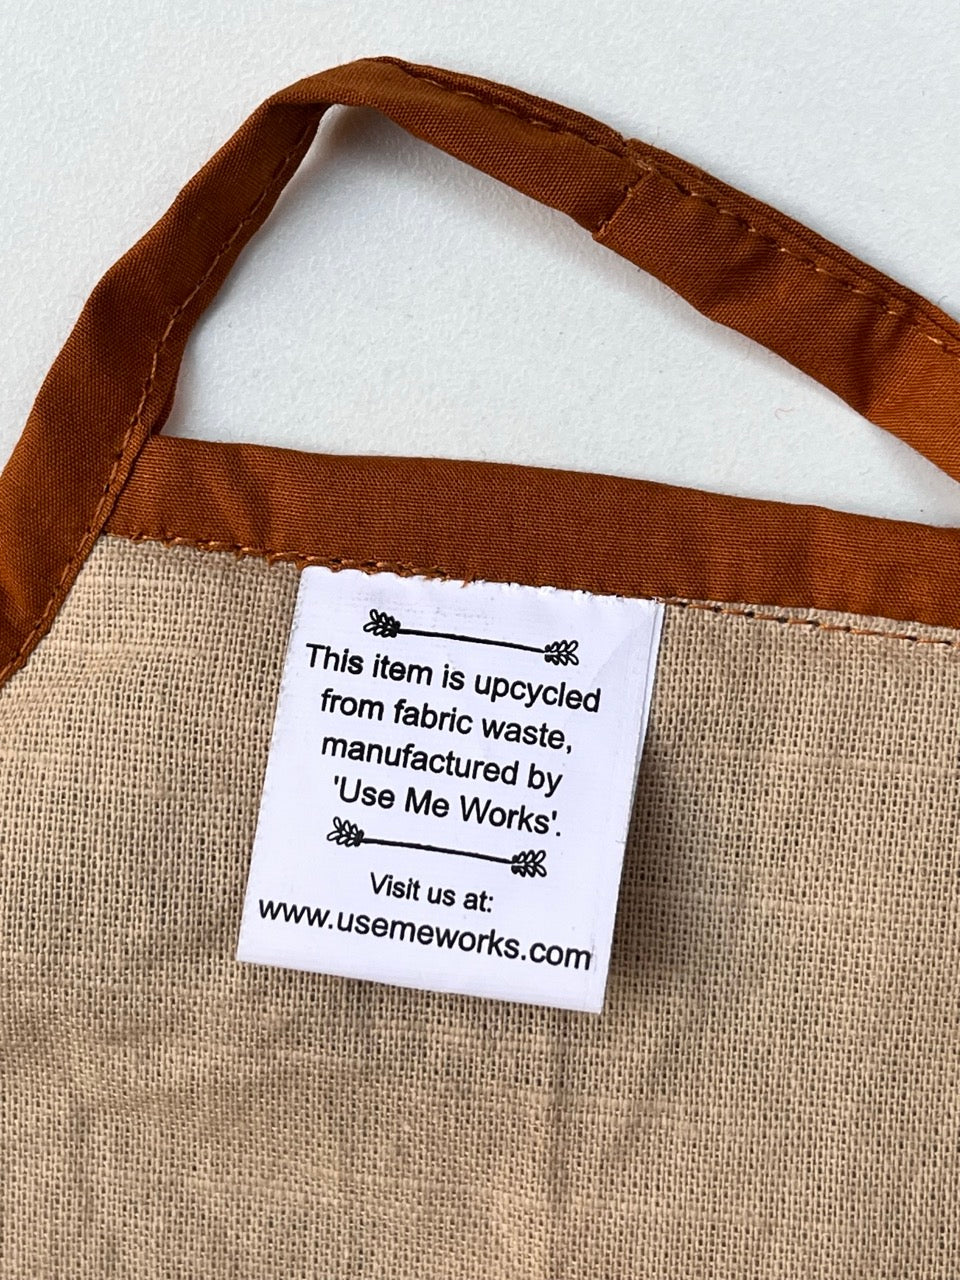 This item is upcycled
from fabric waste,
manufactured by
'Use Me Works'.
Visit us at:
www.usemeworks.com